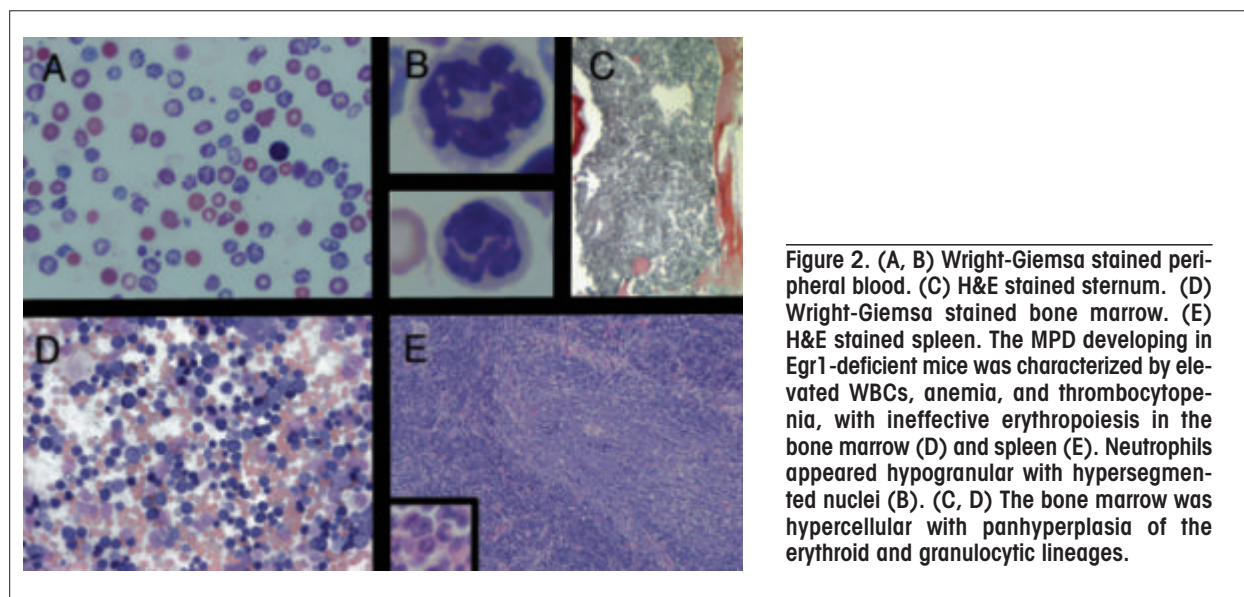 A
B
C
D
E
Figure 2. (A, B) Wright-Giemsa stained peri-
pheral blood. (C) H&E stained sternum. (D)
Wright-Giemsa stained bone marrow. (E)
H&E stained spleen. The MPD developing in
Egr1-deficient mice was characterized by ele-
vated WBCs, anemia, and thrombocytope-
nia, with ineffective erythropoiesis in the
bone marrow (D) and spleen (E). Neutrophils
appeared hypogranular with hypersegmen-
ted nuclei (B). (C, D) The bone marrow was
hypercellular with panhyperplasia of the
erythroid and granulocytic lineages.